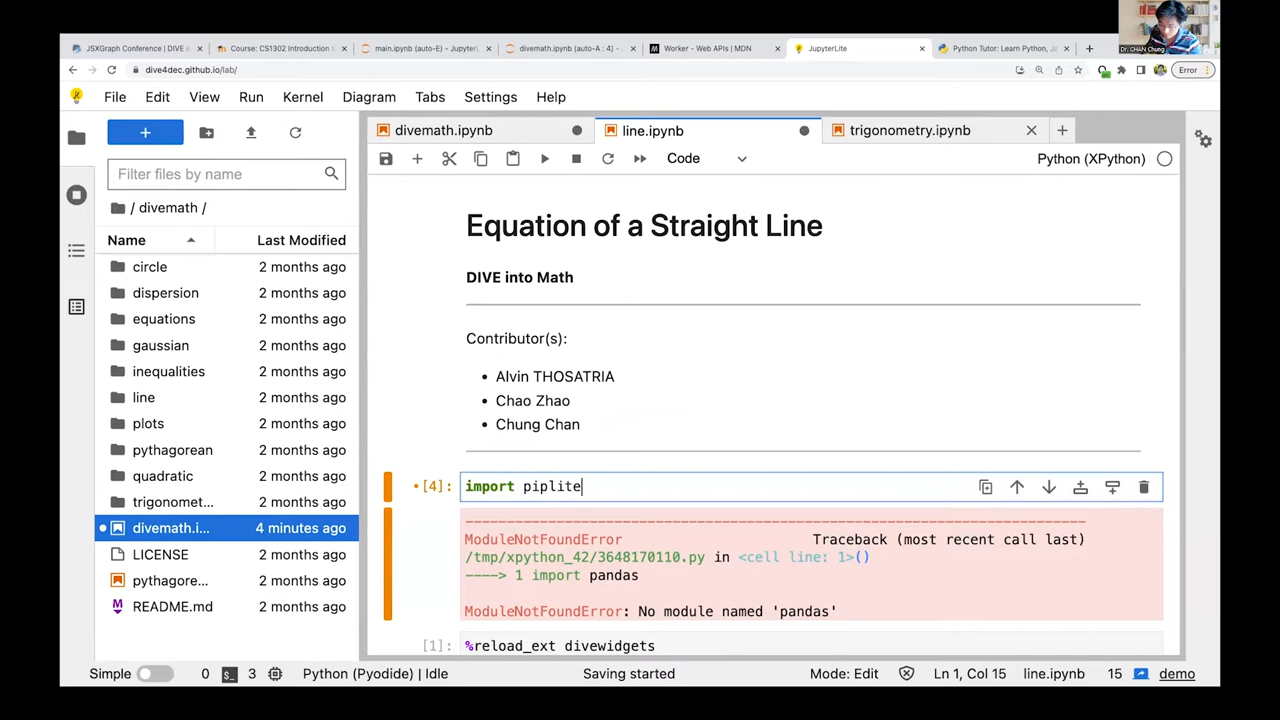 JSXGraph Conference | DIVE i
Course: CS1302 Introduction t
main.ipynb (auto-E) - JupyterL
divemath.ipynb (auto-A : 4) -
Worker - Web APIs | MDN
JupyterLite
Python Tutor: Learn Python, J
dive4dec.github.io/lab/
Error
Dr. CHAN Chung
File Edit View Run Kernel Diagram Tabs Settings Help
divemath.ipynb
line.ipynb
trigonometry.ipynb
Code
Python (XPython)
Filter files by name
/ divemath /
Name Last Modified
circle 2 months ago
dispersion 2 months ago
equations 2 months ago
gaussian 2 months ago
inequalities 2 months ago
line 2 months ago
plots 2 months ago
pythagorean 2 months ago
quadratic 2 months ago
trigonomet... 2 months ago
divemath.i... 4 minutes ago
LICENSE 2 months ago
pythagore... 2 months ago
README.md 2 months ago
Equation of a Straight Line
DIVE into Math
Contributor(s):
• Alvin THOSATRIA
• Chao Zhao
• Chung Chan
[4]: import piplite
---------------------------------------------------------------------------
ModuleNotFoundError Traceback (most recent call last)
/tmp/xpython_42/3648170110.py in <cell line: 1>()
----> 1 import pandas
ModuleNotFoundError: No module named 'pandas'
[1]: %reload_ext divewidgets
Simple 0 3 Python (Pyodide) | Idle Saving started Mode: Edit Ln 1, Col 15 line.ipynb 15 demo